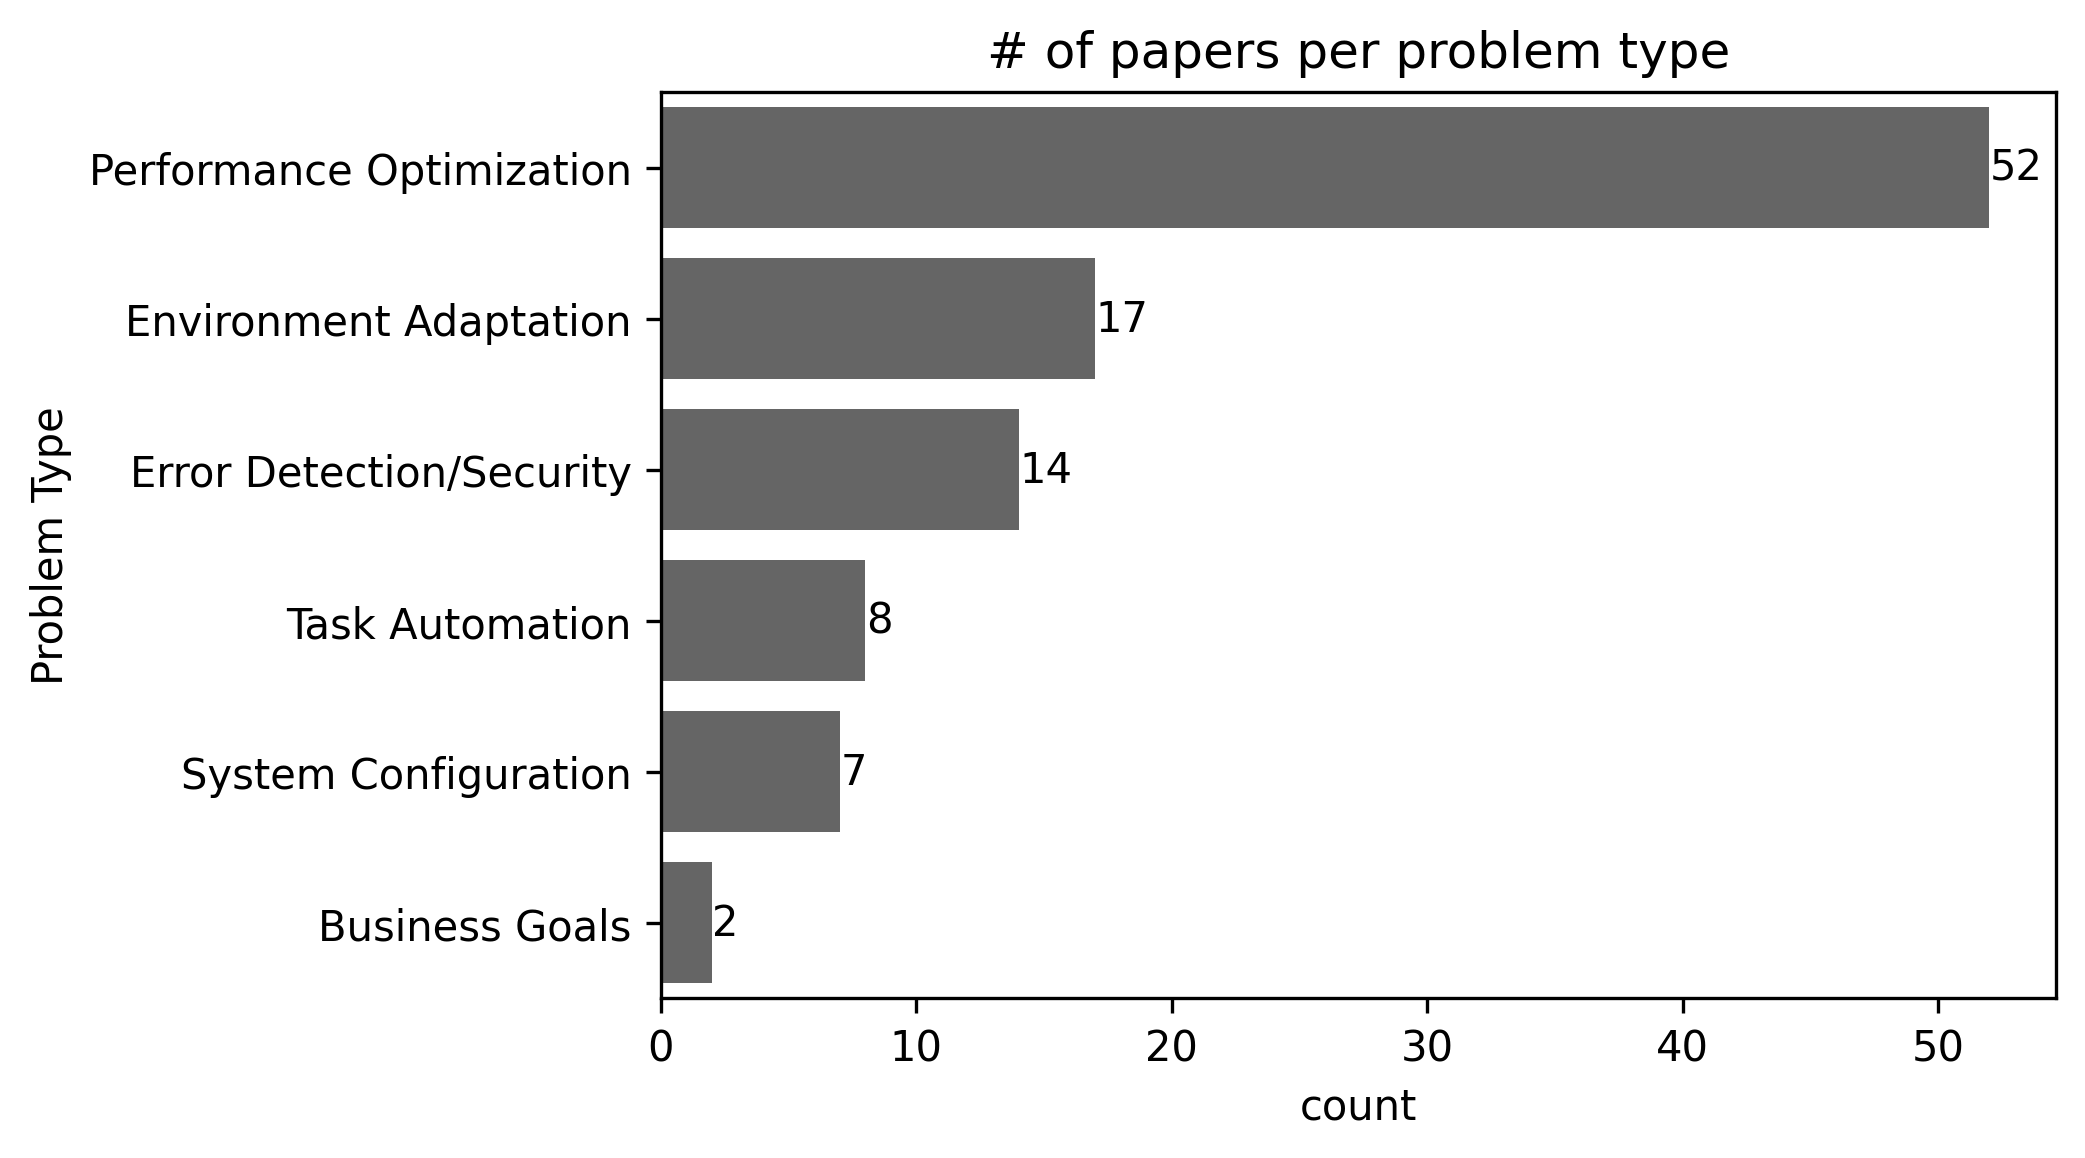 # of papers per problem type
Performance Optimization 52
Environment Adaptation 17
Error Detection/Security 14
Task Automation 8
System Configuration 7
Business Goals 2
Problem Type
0 10 20 30 40 50
count